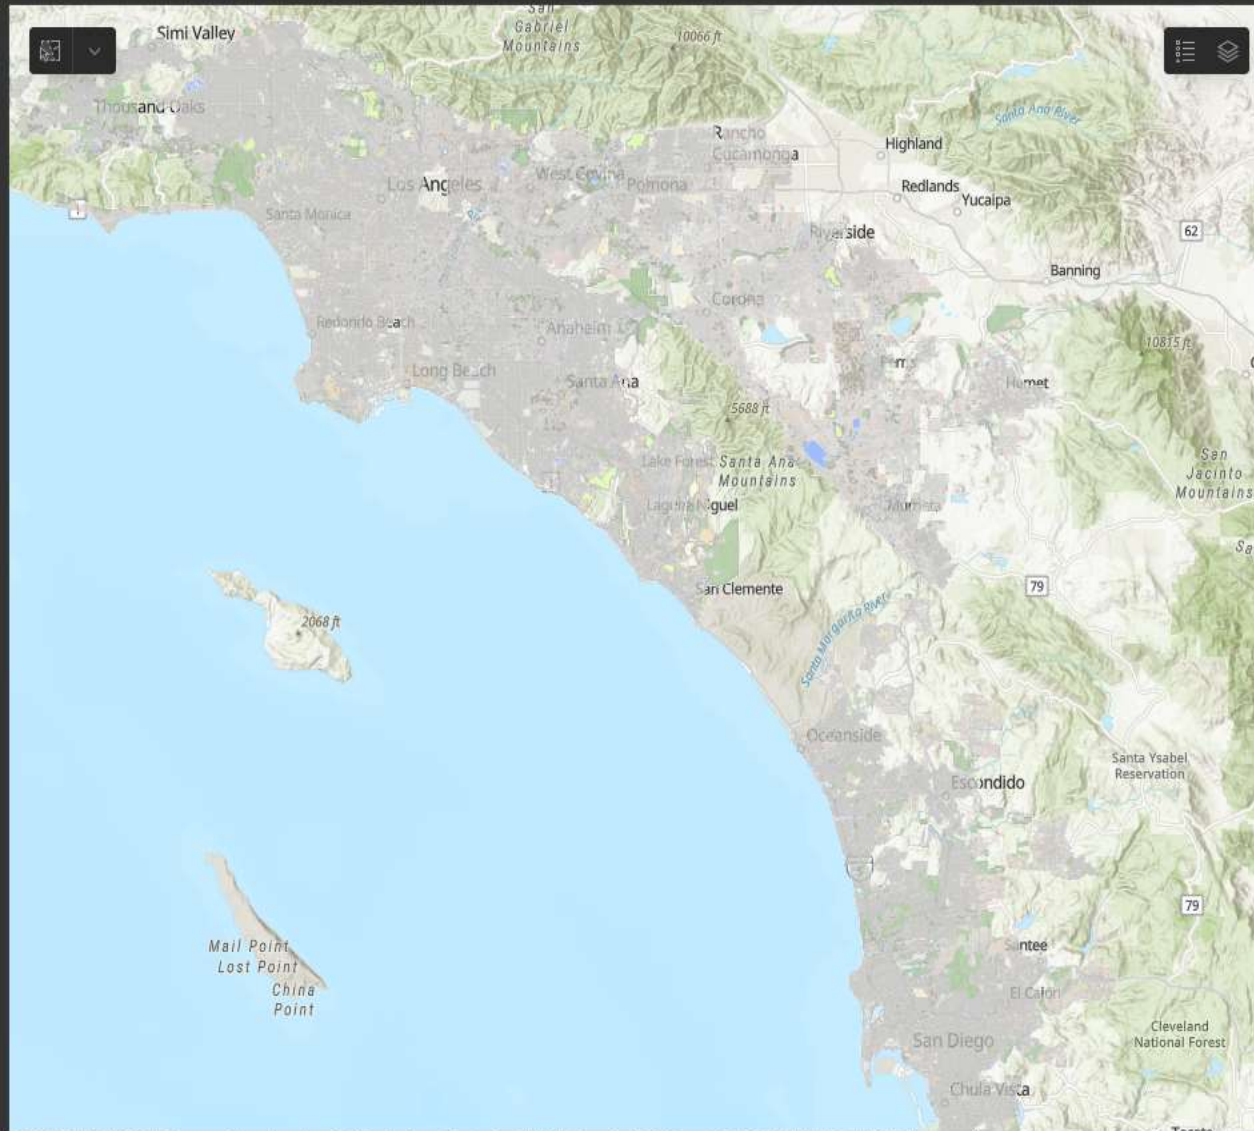 San
Gabriel
Mountains
Simi Valley
10066 ft
Thousand Oaks
Santa Ana River
Rancho
Cucamonga
Highland
West Covina
Pomona
Los Angeles
Redlands
Yucaipa
Santa Monica
1
62
Riverside
Banning
Corona
Redondo Beach
Anaheim
10815 ft
Long Beach
Perris
Santa Ana
Hemet
5688 ft
Lake Forest
Santa Ana
Mountains
San
Jacinto
Mountains
Laguna Niguel
Murrieta
Sa
San Clemente
79
2068 ft
Santa Margarita River
Oceanside
Santa Ysabel
Reservation
Escondido
79
Mail Point
Lost Point
Santee
China
Point
El Cajon
San Diego
Cleveland
National Forest
Chula Vista